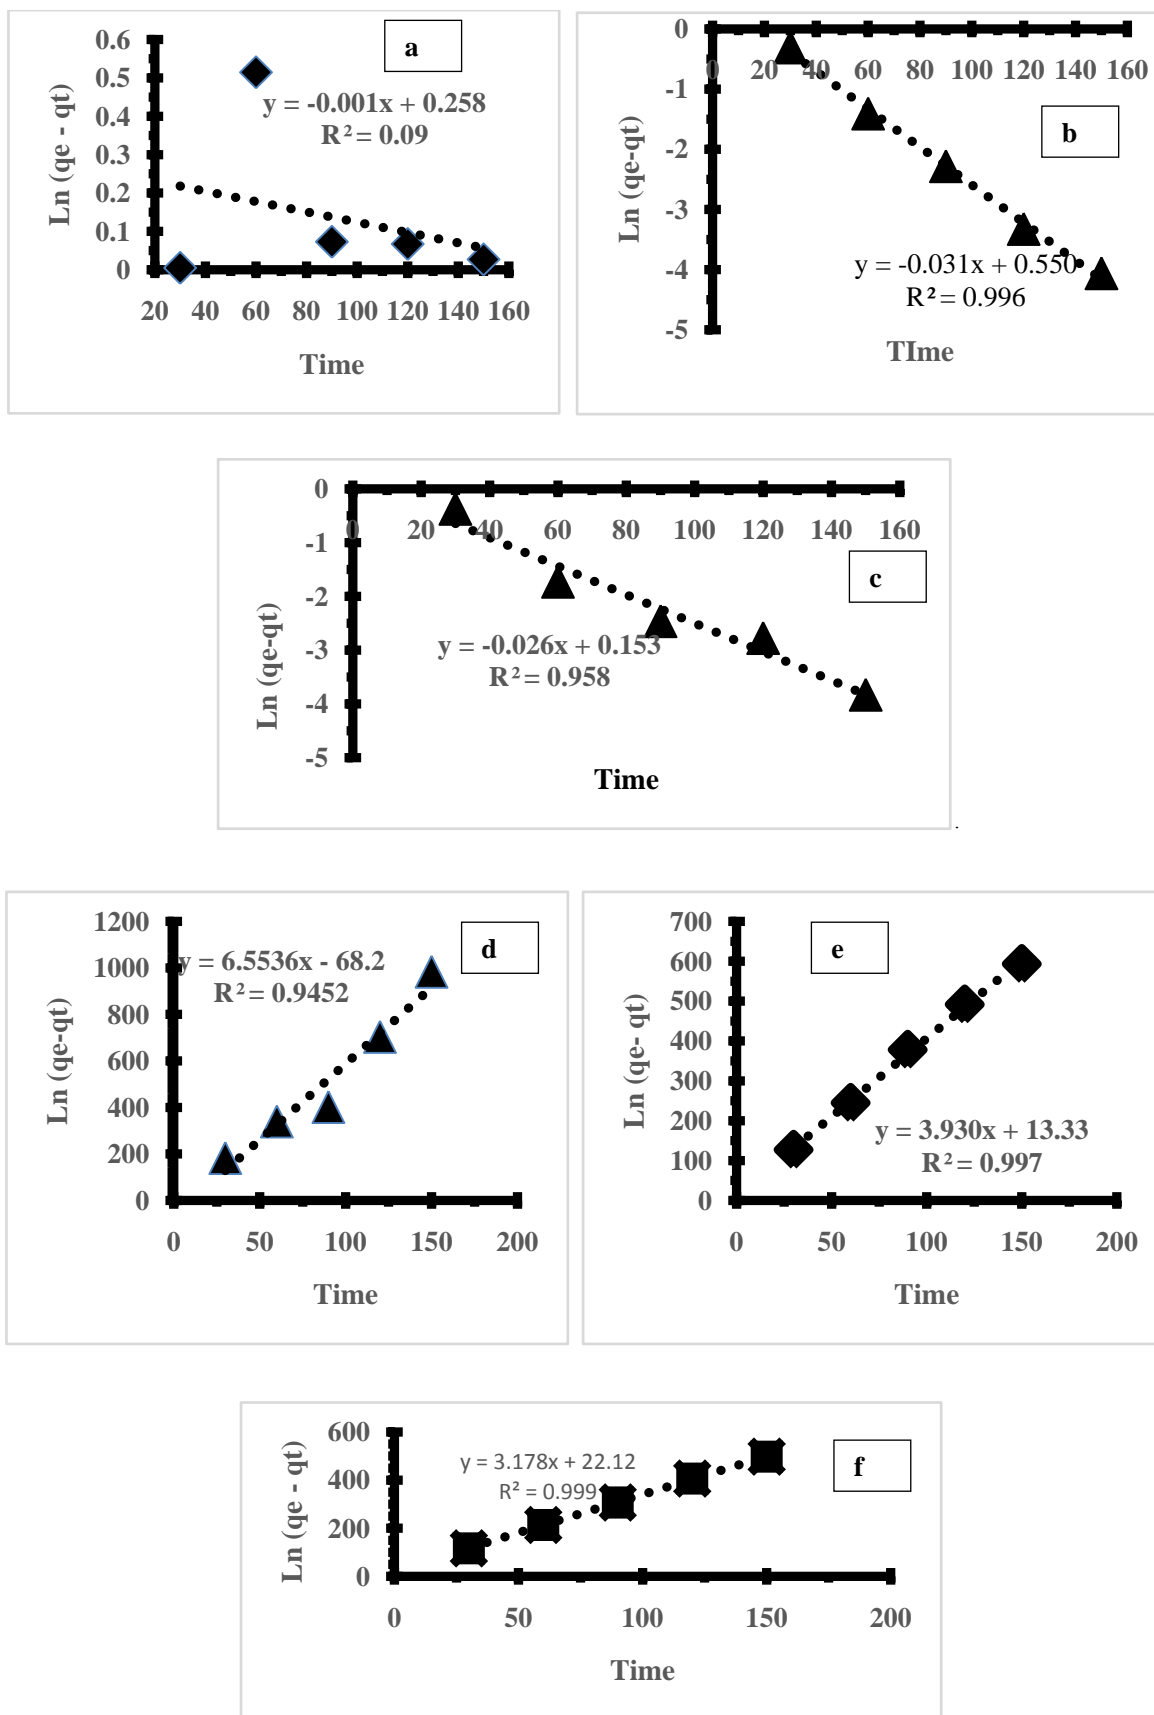 a
0.6
0.5
0.4
0.3
0.2
0.1
0
y = -0.001x + 0.258
R² = 0.09
Ln (qe - qt)
20 40 60 80 100 120 140 160
Time
b
0
-1
-2
-3
-4
-5
0 20 40 60 80 100 120 140 160
Ln (qe-qt)
y = -0.031x + 0.550
R² = 0.996
TIme
c
0
-1
-2
-3
-4
-5
0 20 40 60 80 100 120 140 160
Ln (qe-qt)
y = -0.026x + 0.153
R² = 0.958
Time
.
d
1200
1000
800
600
400
200
0
y = 6.5536x - 68.2
R² = 0.9452
Ln (qe-qt)
0 50 100 150 200
Time
e
700
600
500
400
300
200
100
0
Ln (qe- qt)
y = 3.930x + 13.33
R² = 0.997
0 50 100 150 200
Time
f
600
400
200
0
Ln (qe - qt)
y = 3.178x + 22.12
R² = 0.999
0 50 100 150 200
Time